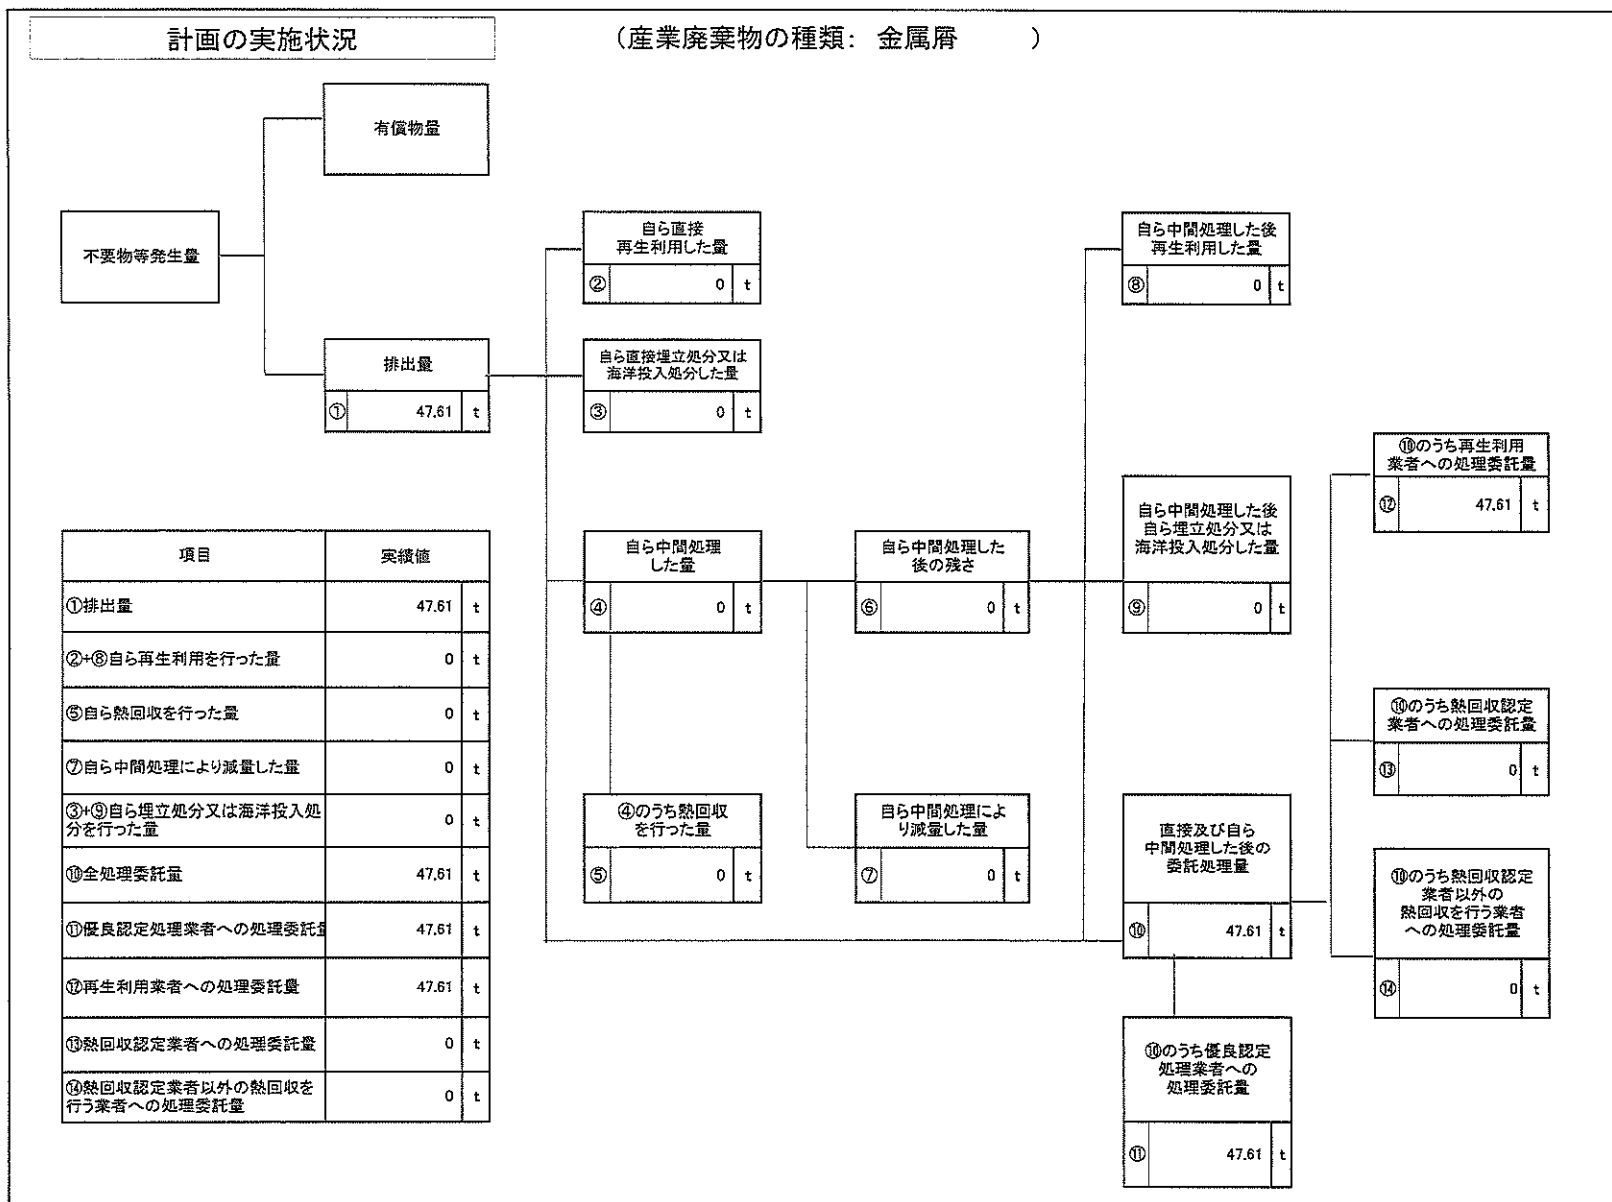 計画の実施状況
（産業廃棄物の種類： 金属屑　　　）
有償物量
不要物等発生量
排出量
① 47.61 t
自ら直接
再生利用した量
② 0 t
自ら直接埋立処分又は
海洋投入処分した量
③ 0 t
自ら中間処理
した量
④ 0 t
④のうち熱回収
を行った量
⑤ 0 t
自ら中間処理した
後の残さ
⑥ 0 t
自ら中間処理によ
り減量した量
⑦ 0 t
自ら中間処理した後
再生利用した量
⑧ 0 t
自ら中間処理した後
自ら埋立処分又は
海洋投入処分した量
⑨ 0 t
直接及び自ら
中間処理した後の
委託処理量
⑩ 47.61 t
⑩のうち優良認定
処理業者への
処理委託量
⑪ 47.61 t
⑩のうち再生利用
業者への処理委託量
⑫ 47.61 t
⑩のうち熱回収認定
業者への処理委託量
⑬ 0 t
⑩のうち熱回収認定
業者以外の
熱回収を行う業者
への処理委託量
⑭ 0 t
項目 実績値
①排出量 47.61 t
②+⑧自ら再生利用を行った量 0 t
⑤自ら熱回収を行った量 0 t
⑦自ら中間処理により減量した量 0 t
③+⑨自ら埋立処分又は海洋投入処
分を行った量 0 t
⑩全処理委託量 47.61 t
⑪優良認定処理業者への処理委託量 47.61 t
⑫再生利用業者への処理委託量 47.61 t
⑬熱回収認定業者への処理委託量 0 t
⑭熱回収認定業者以外の熱回収を
行う業者への処理委託量 0 t